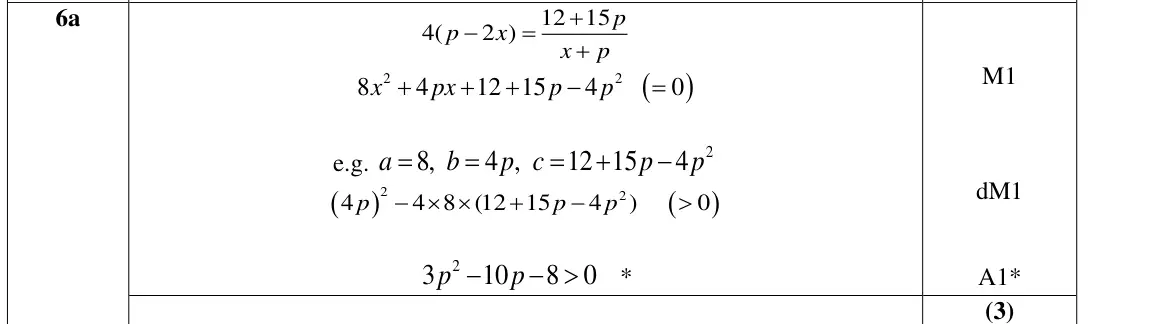 6a
4(p − 2x) = (12 + 15p)/(x + p)
8x² + 4px + 12 + 15p − 4p² (= 0)
M1
e.g. a = 8, b = 4p, c = 12 + 15p − 4p²
(4p)² − 4 × 8 × (12 + 15p − 4p²) (> 0)
dM1
3p² − 10p − 8 > 0 *
A1*
(3)